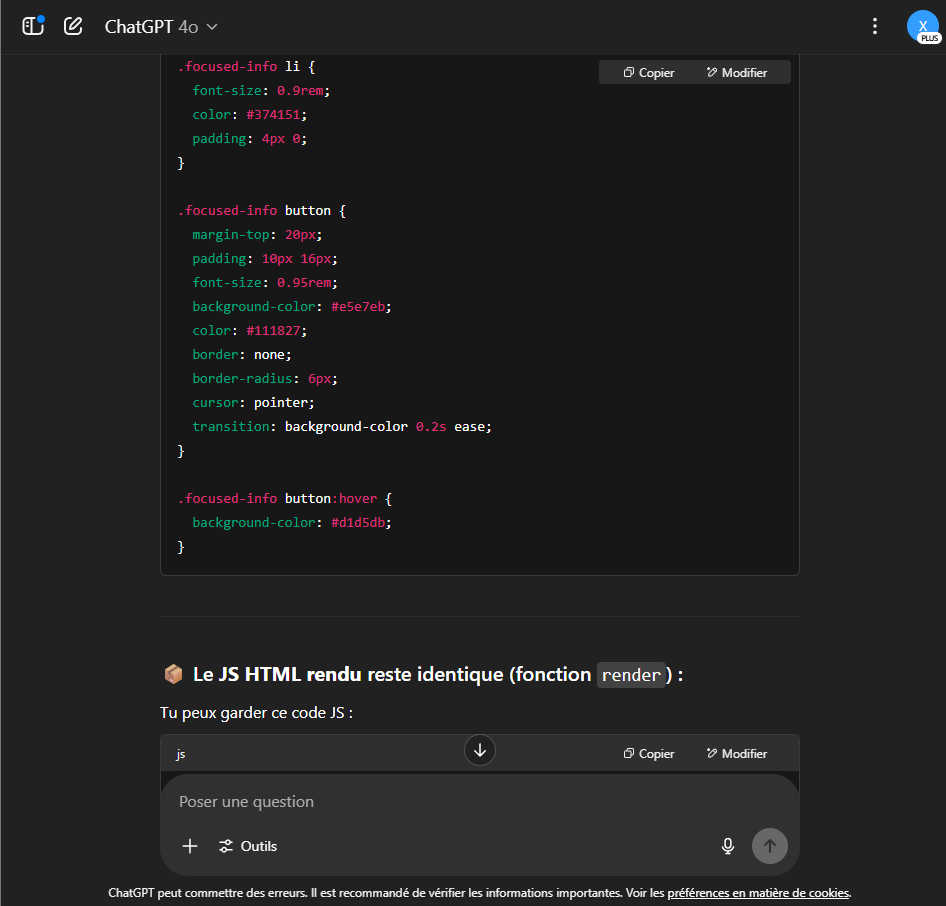 ChatGPT 4o
X
PLUS
.focused-info li {
Copier
Modifier
font-size: 0.9rem;
color: #374151;
padding: 4px 0;
}
.focused-info button {
margin-top: 20px;
padding: 10px 16px;
font-size: 0.95rem;
background-color: #e5e7eb;
color: #111827;
border: none;
border-radius: 6px;
cursor: pointer;
transition: background-color 0.2s ease;
}
.focused-info button:hover {
background-color: #d1d5db;
}
Le JS HTML rendu reste identique (fonction render) :
Tu peux garder ce code JS :
js
Copier
Modifier
Poser une question
Outils
ChatGPT peut commettre des erreurs. Il est recommandé de vérifier les informations importantes. Voir les préférences en matière de cookies.